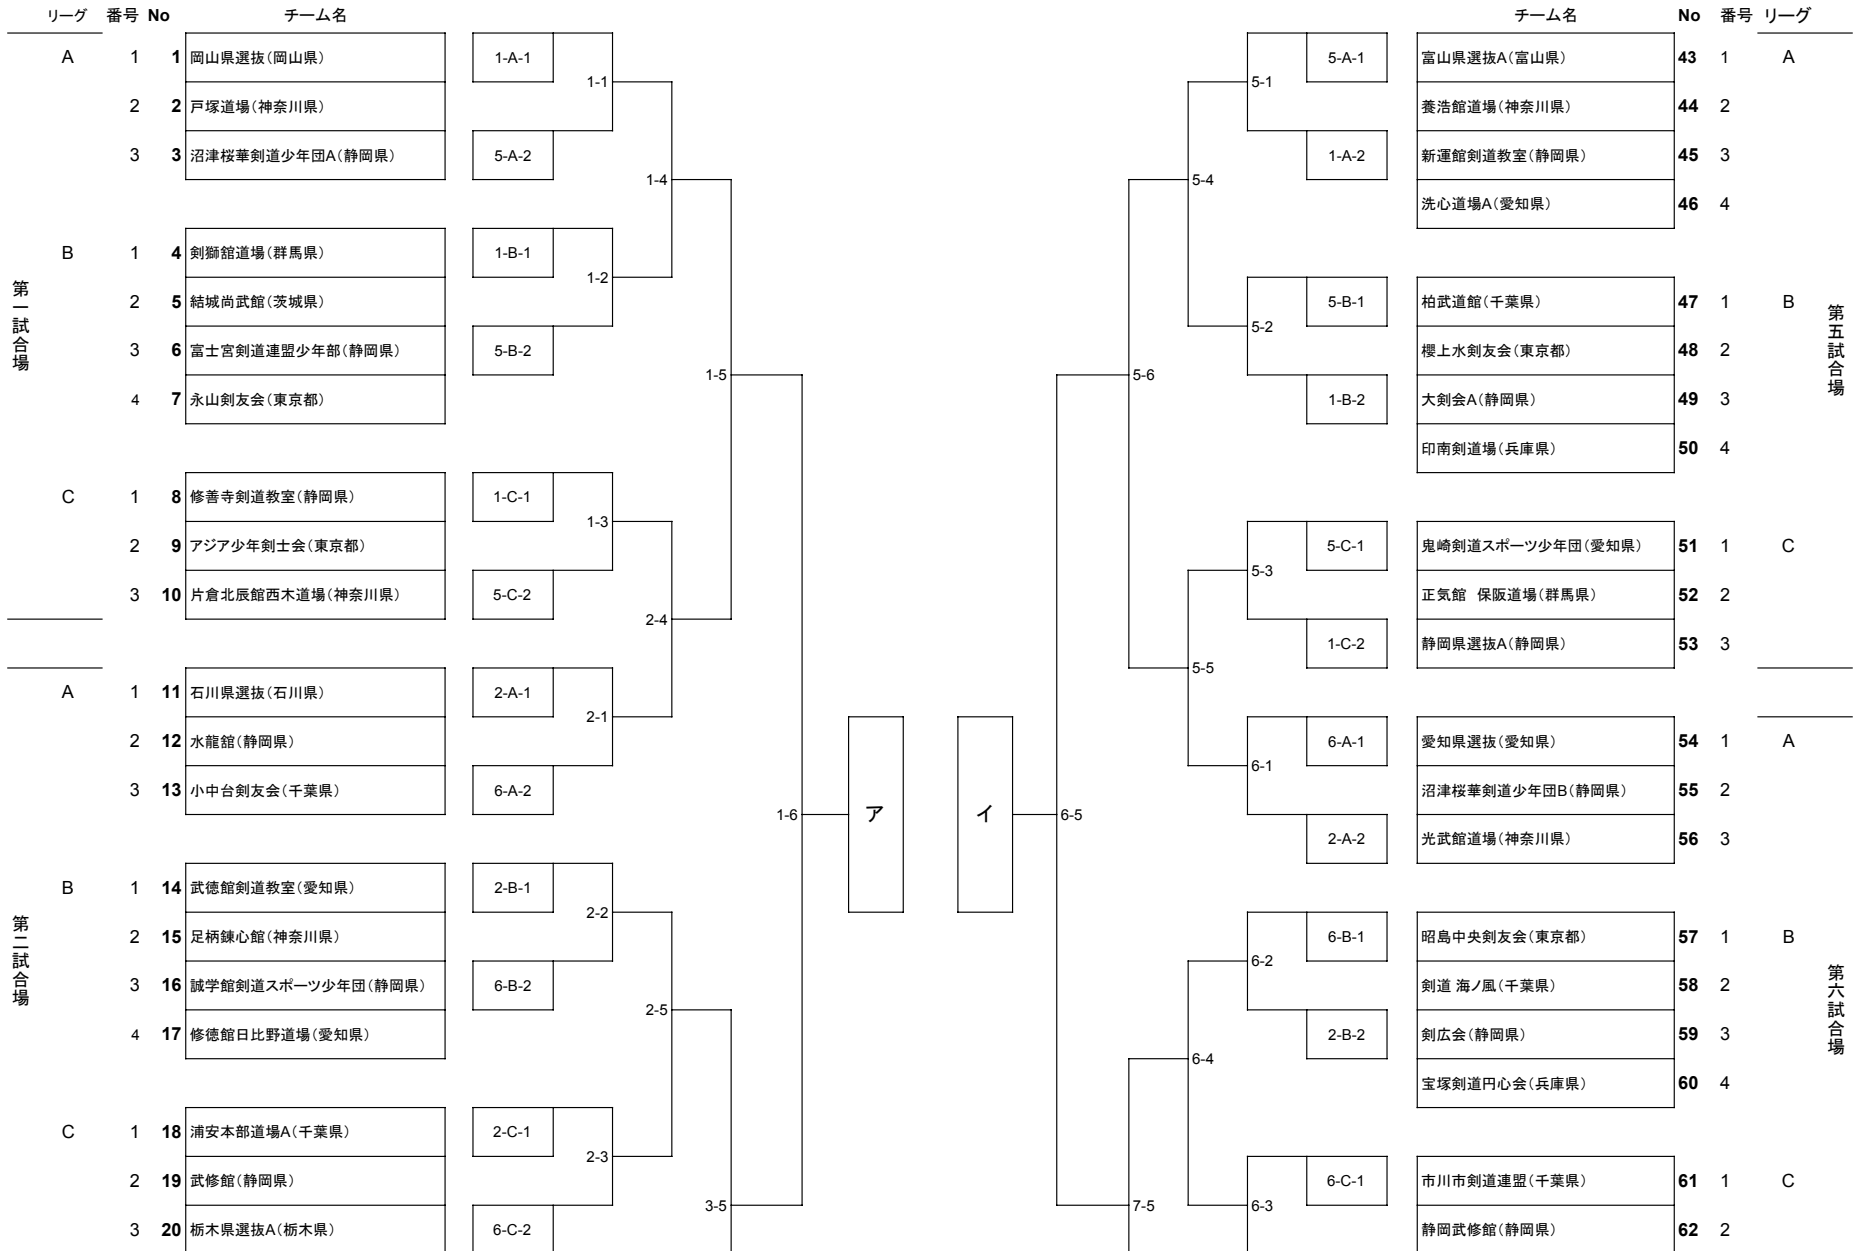 リーグ 番号 No チーム名
第一試合場
A 1 1 岡山県選抜(岡山県)
2 2 戸塚道場(神奈川県)
3 3 沼津桜華剣道少年団A(静岡県)
B 1 4 剣獅舘道場(群馬県)
2 5 結城尚武館(茨城県)
3 6 富士宮剣道連盟少年部(静岡県)
4 7 永山剣友会(東京都)
C 1 8 修善寺剣道教室(静岡県)
2 9 アジア少年剣士会(東京都)
3 10 片倉北辰館西木道場(神奈川県)
第二試合場
A 1 11 石川県選抜(石川県)
2 12 水龍舘(静岡県)
3 13 小中台剣友会(千葉県)
B 1 14 武徳館剣道教室(愛知県)
2 15 足柄錬心館(神奈川県)
3 16 誠学館剣道スポーツ少年団(静岡県)
4 17 修徳館日比野道場(愛知県)
C 1 18 浦安本部道場A(千葉県)
2 19 武修館(静岡県)
3 20 栃木県選抜A(栃木県)
1-A-1
5-A-2
1-B-1
5-B-2
1-C-1
5-C-2
2-A-1
6-A-2
2-B-1
6-B-2
2-C-1
6-C-2
1-1
1-2
1-3
2-1
2-2
2-3
1-4
2-4
2-5
1-5
3-5
1-6
ア
イ
6-5
5-6
7-5
5-4
5-5
6-4
5-1
5-2
5-3
6-1
6-2
6-3
5-A-1
1-A-2
5-B-1
1-B-2
5-C-1
1-C-2
6-A-1
2-A-2
6-B-1
2-B-2
6-C-1
チーム名 No 番号 リーグ
富山県選抜A(富山県) 43 1 A
養浩館道場(神奈川県) 44 2
新運館剣道教室(静岡県) 45 3
洗心道場A(愛知県) 46 4
柏武道館(千葉県) 47 1 B
櫻上水剣友会(東京都) 48 2
大剣会A(静岡県) 49 3
印南剣道場(兵庫県) 50 4
鬼崎剣道スポーツ少年団(愛知県) 51 1 C
正気館 保阪道場(群馬県) 52 2
静岡県選抜A(静岡県) 53 3
第五試合場
愛知県選抜(愛知県) 54 1 A
沼津桜華剣道少年団B(静岡県) 55 2
光武館道場(神奈川県) 56 3
昭島中央剣友会(東京都) 57 1 B
剣道 海ノ風(千葉県) 58 2
剣広会(静岡県) 59 3
宝塚剣道円心会(兵庫県) 60 4
市川市剣道連盟(千葉県) 61 1 C
静岡武修館(静岡県) 62 2
第六試合場